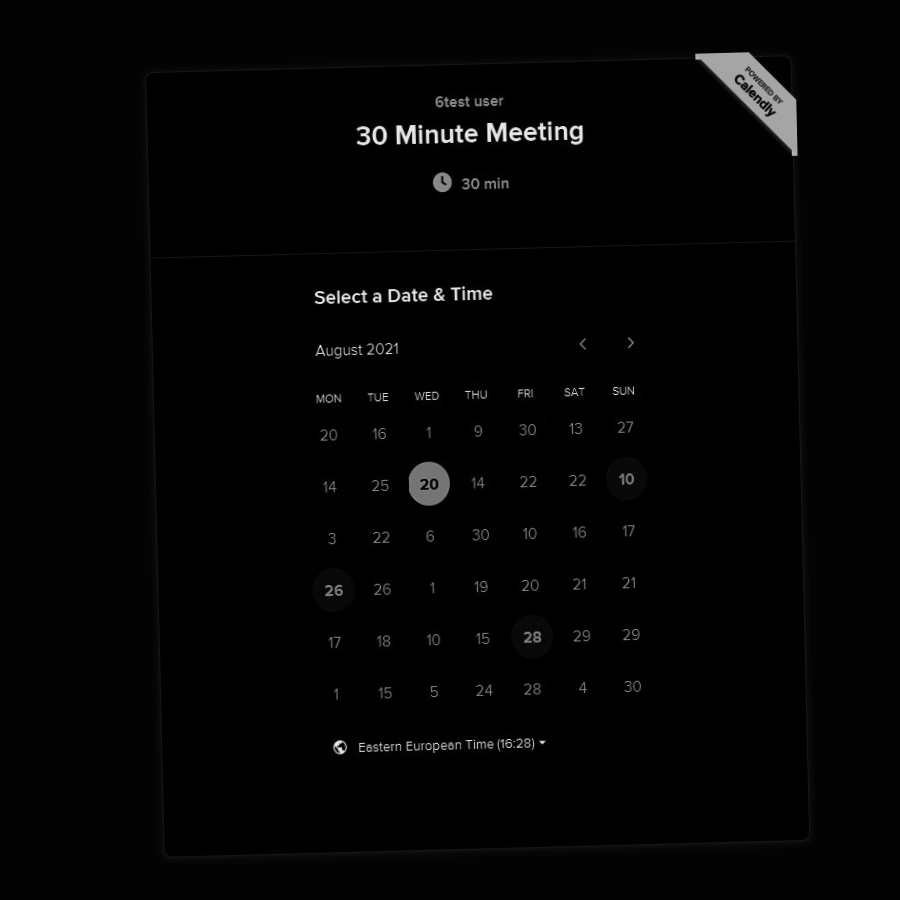 POWERED BY
Calendly
6test user
30 Minute Meeting
30 min
Select a Date & Time
August 2021
MON TUE WED THU FRI SAT SUN
20 16 1 9 30 13 27
14 25 20 14 22 22 10
3 22 6 30 10 16 17
26 26 1 19 20 21 21
17 18 10 15 28 29 29
1 15 5 24 28 4 30
Eastern European Time (16:28)